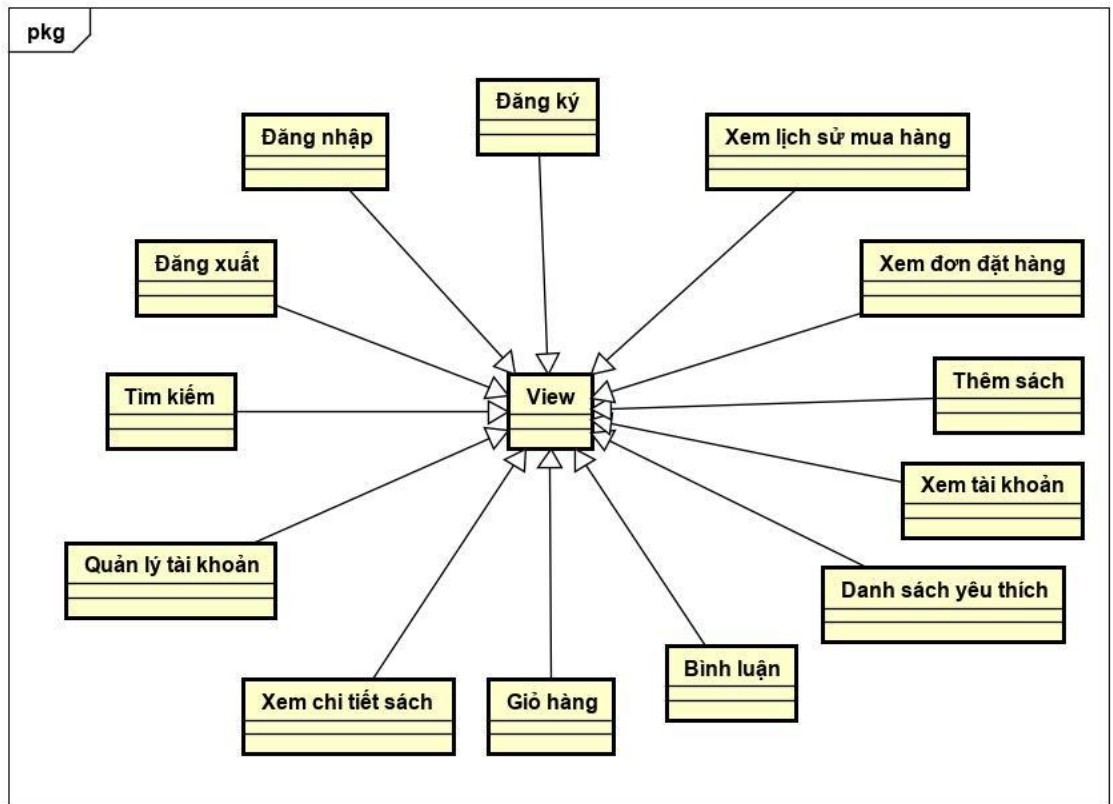 pkg
Đăng ký
Đăng nhập
Xem lịch sử mua hàng
Đăng xuất
Xem đơn đặt hàng
Thêm sách
Tìm kiếm
View
Xem tài khoản
Quản lý tài khoản
Danh sách yêu thích
Bình luận
Xem chi tiết sách
Giỏ hàng